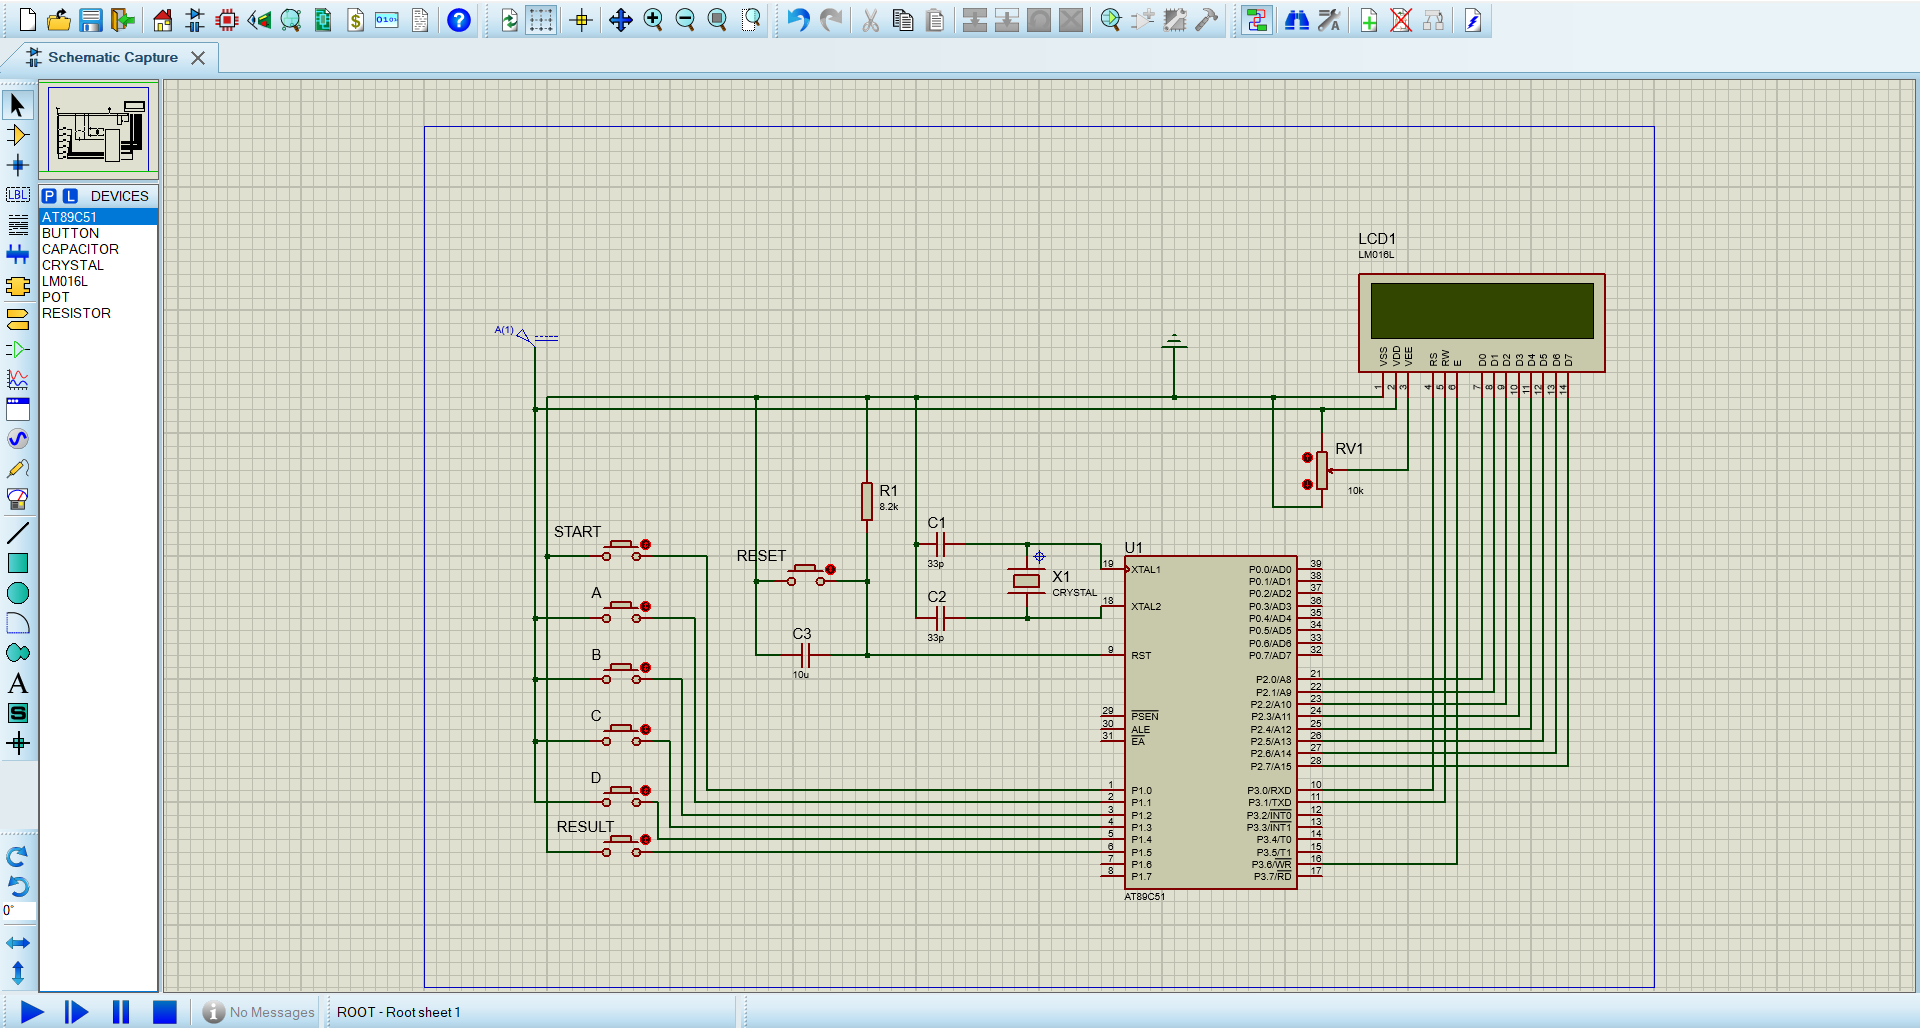 Schematic Capture
P L DEVICES
AT89C51
BUTTON
CAPACITOR
CRYSTAL
LM016L
POT
RESISTOR
LBL
A
S
0°
LCD1
LM016L
VSS
VDD
VEE
RS
RW
E
D0
D1
D2
D3
D4
D5
D6
D7
1
2
3
4
5
6
7
8
9
10
11
12
13
14
A(1)
RV1
10k
R1
8.2k
START
RESET
A
B
C
D
RESULT
C1
33p
C2
33p
C3
10u
X1
CRYSTAL
U1
19 XTAL1
18 XTAL2
9 RST
29 PSEN
30 ALE
31 EA
1 P1.0
2 P1.1
3 P1.2
4 P1.3
5 P1.4
6 P1.5
7 P1.6
8 P1.7
P0.0/AD0 39
P0.1/AD1 38
P0.2/AD2 37
P0.3/AD3 36
P0.4/AD4 35
P0.5/AD5 34
P0.6/AD6 33
P0.7/AD7 32
P2.0/A8 21
P2.1/A9 22
P2.2/A10 23
P2.3/A11 24
P2.4/A12 25
P2.5/A13 26
P2.6/A14 27
P2.7/A15 28
P3.0/RXD 10
P3.1/TXD 11
P3.2/INT0 12
P3.3/INT1 13
P3.4/T0 14
P3.5/T1 15
P3.6/WR 16
P3.7/RD 17
AT89C51
No Messages
ROOT - Root sheet 1